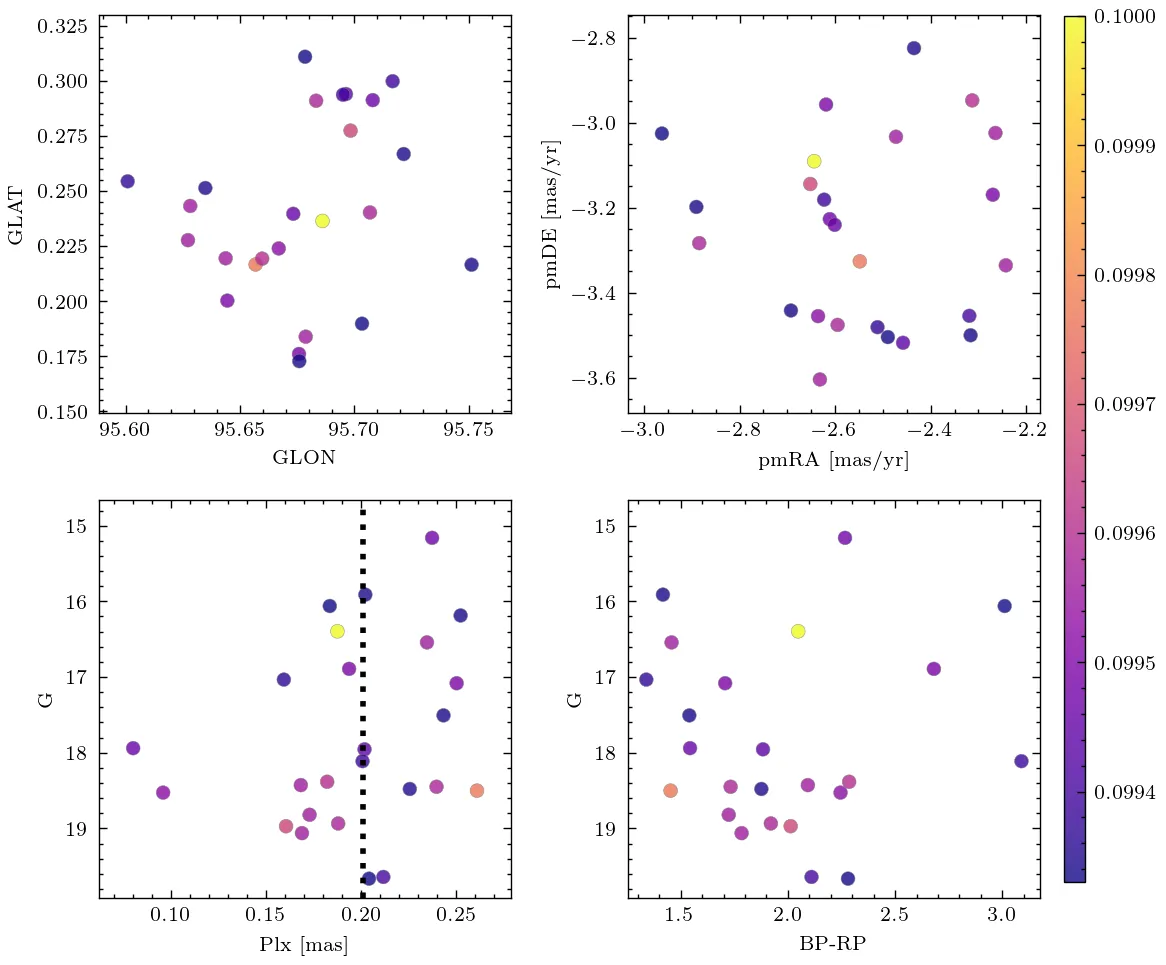 0.325
0.300
0.275
0.250
0.225
0.200
0.175
0.150
GLAT
95.60 95.65 95.70 95.75
GLON
−2.8
−3.0
−3.2
−3.4
−3.6
pmDE [mas/yr]
−3.0 −2.8 −2.6 −2.4 −2.2
pmRA [mas/yr]
15
16
17
18
19
G
0.10 0.15 0.20 0.25
Plx [mas]
15
16
17
18
19
G
1.5 2.0 2.5 3.0
BP-RP
0.1000
0.0999
0.0998
0.0997
0.0996
0.0995
0.0994